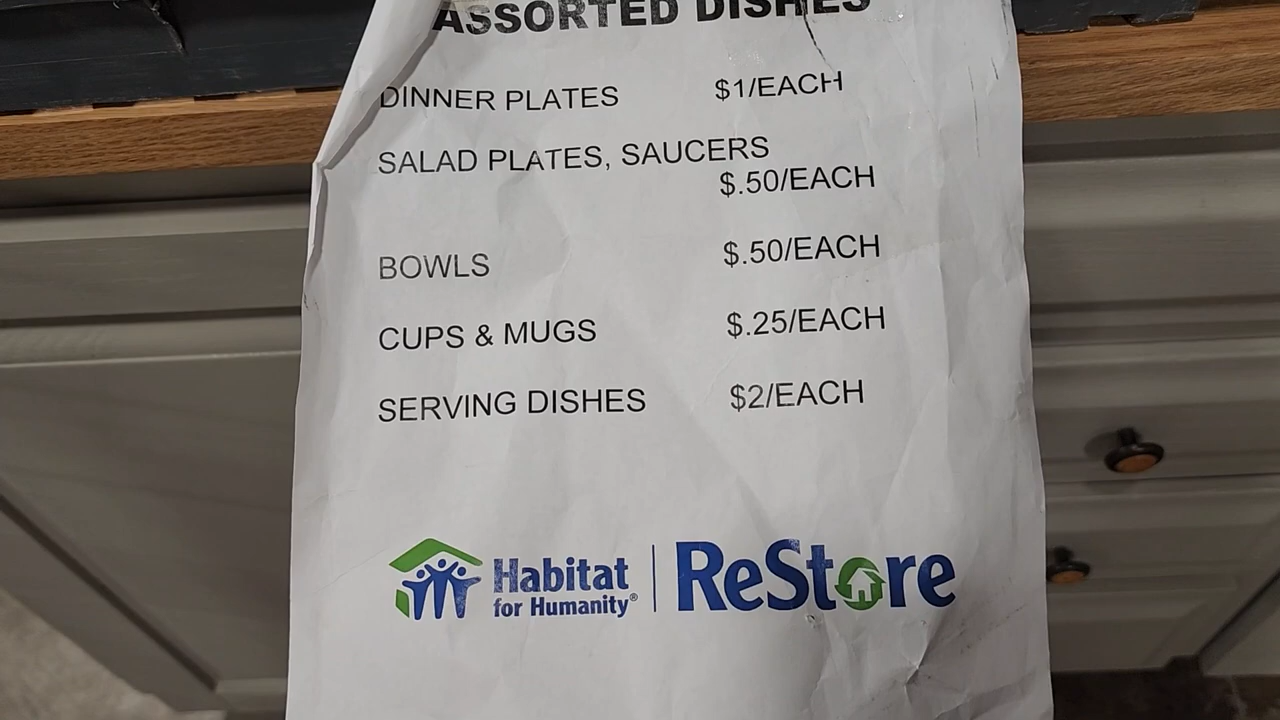 ASSORTED DISHES
DINNER PLATES $1/EACH
SALAD PLATES, SAUCERS
$.50/EACH
BOWLS $.50/EACH
CUPS & MUGS $.25/EACH
SERVING DISHES $2/EACH
Habitat for Humanity® | ReStore